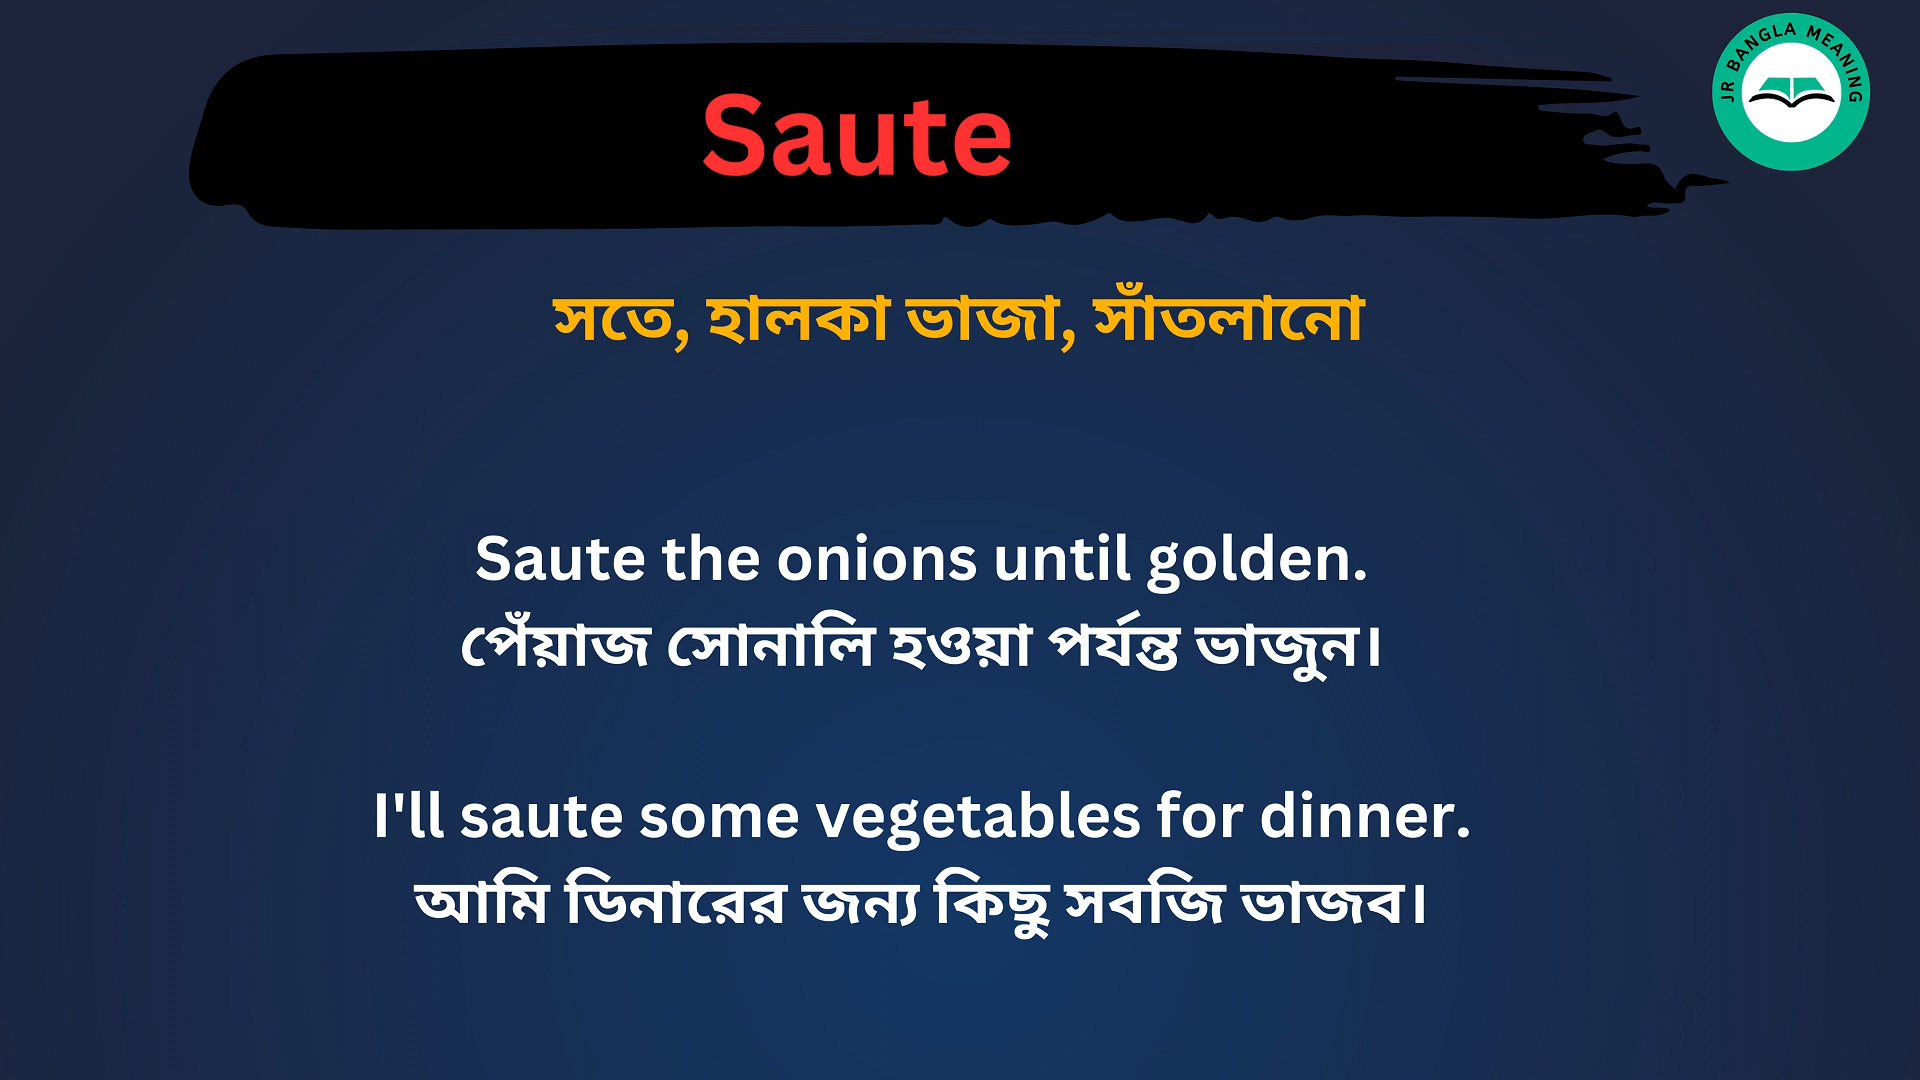 JR BANGLA MEANING
Saute
সতে, হালকা ভাজা, সাঁতলানো
Saute the onions until golden.
পেঁয়াজ সোনালি হওয়া পর্যন্ত ভাজুন।
I'll saute some vegetables for dinner.
আমি ডিনারের জন্য কিছু সবজি ভাজব।